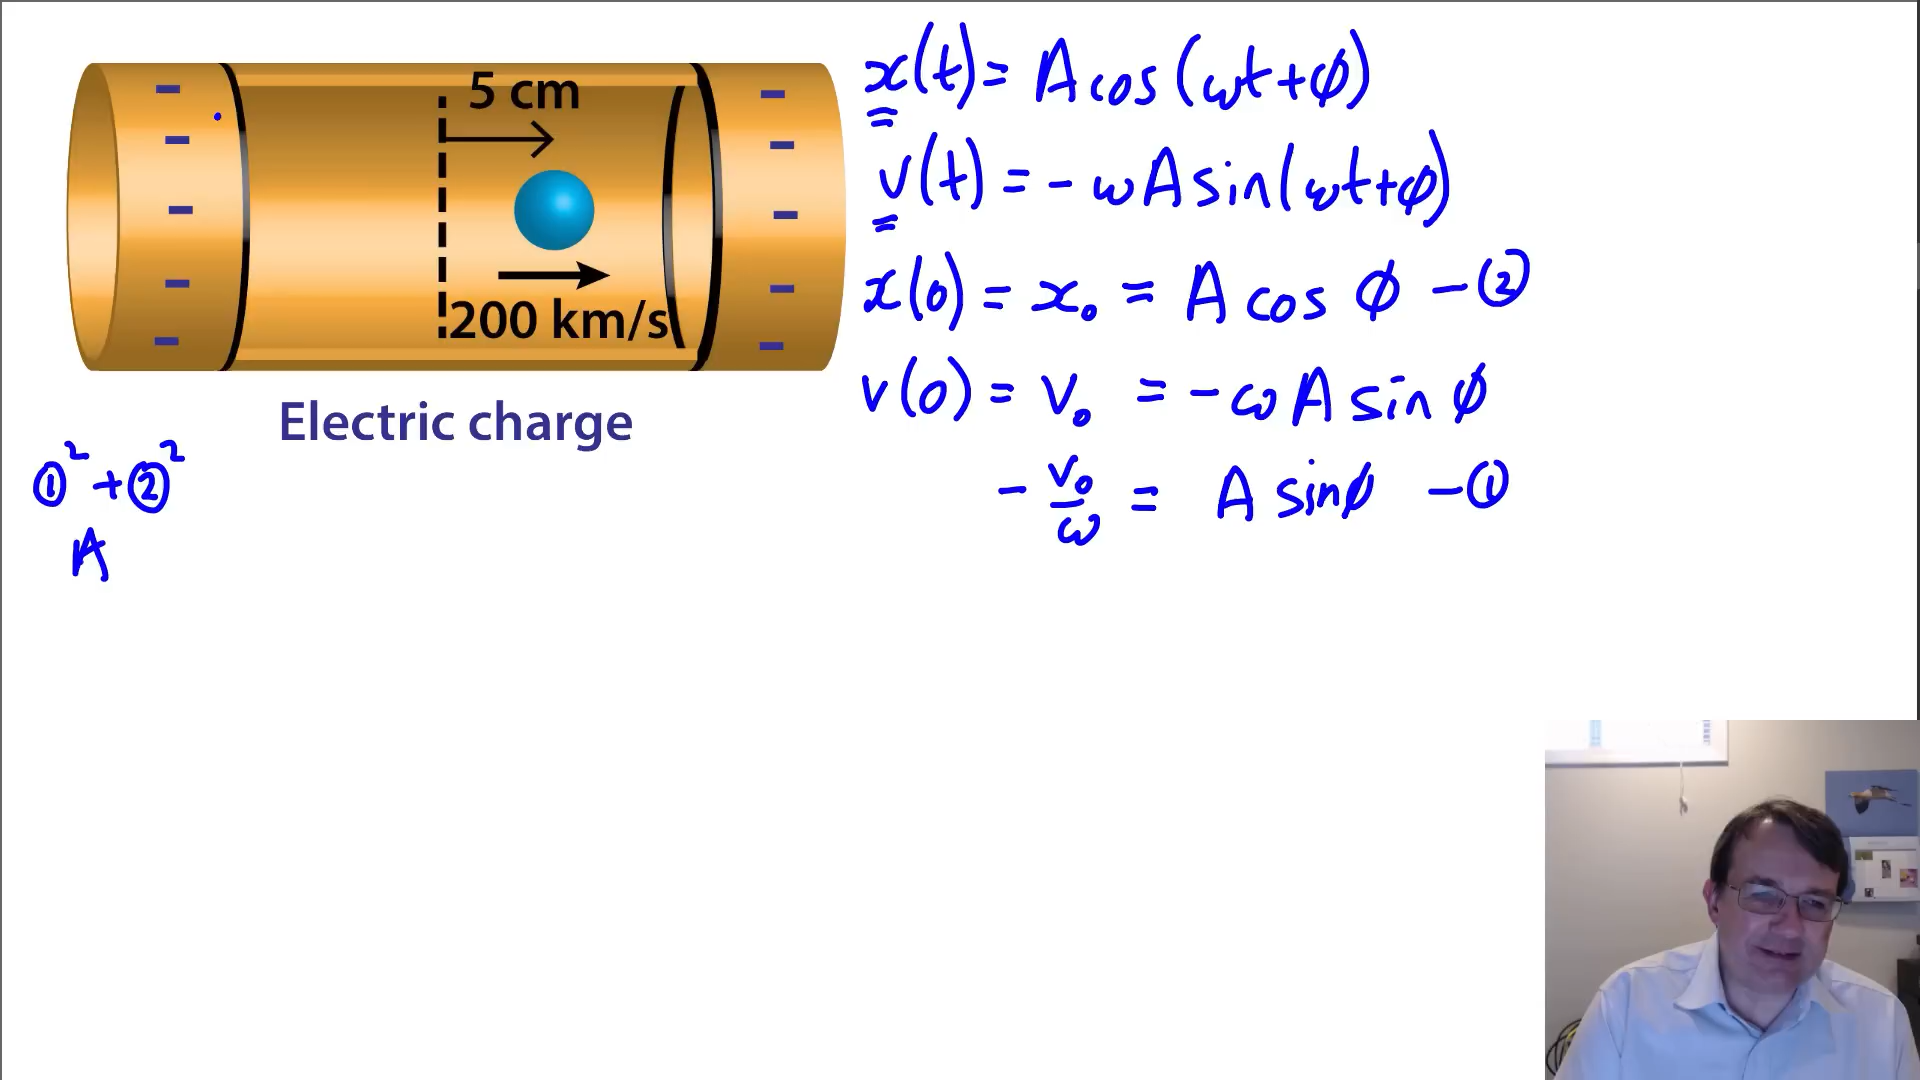 5 cm
200 km/s
Electric charge
x(t) = A cos (ωt + φ)
v(t) = - ωA sin(ωt + φ)
x(0) = x₀ = A cos φ - ②
v(0) = v₀ = - ωA sin φ
- v₀/ω = A sin φ - ①
①² + ②²
A